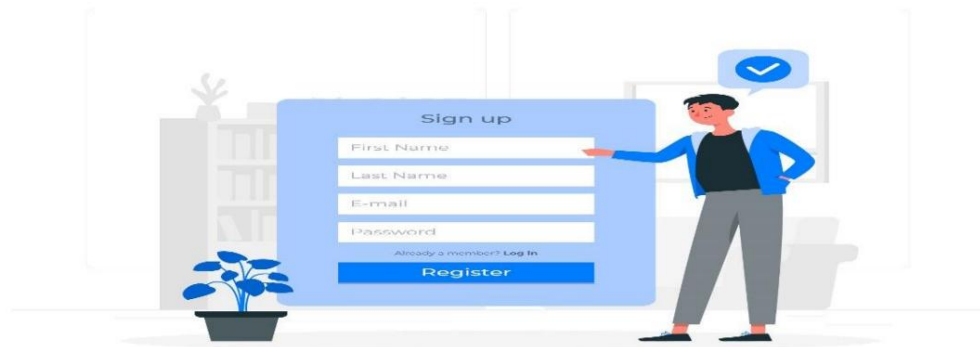 Sign up
First Name
Last Name
E-mail
Password
Already a member? Log In
Register